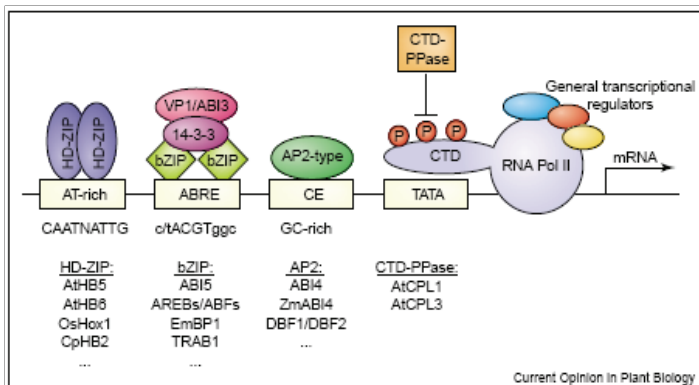 CTD-
PPase
General transcriptional
regulators
HD-ZIP
HD-ZIP
VP1/ABI3
14-3-3
bZIP
bZIP
AP2-type
P
P
P
CTD
RNA Pol II
mRNA
AT-rich
ABRE
CE
TATA
CAATNATTG
c/tACGTggc
GC-rich
HD-ZIP:
AtHB5
AtHB6
OsHox1
CpHB2
...
bZIP:
ABI5
AREBs/ABFs
EmBP1
TRAB1
...
AP2:
ABI4
ZmABI4
DBF1/DBF2
...
CTD-PPase:
AtCPL1
AtCPL3
Current Opinion in Plant Biology